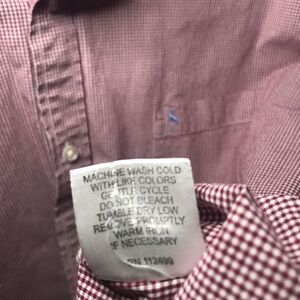 MACHINE WASH COLD
WITH LIKE COLORS
GENTLE CYCLE
DO NOT BLEACH
TUMBLE DRY LOW
REMOVE PROMPTLY
WARM IRON
IF NECESSARY
RN 112499